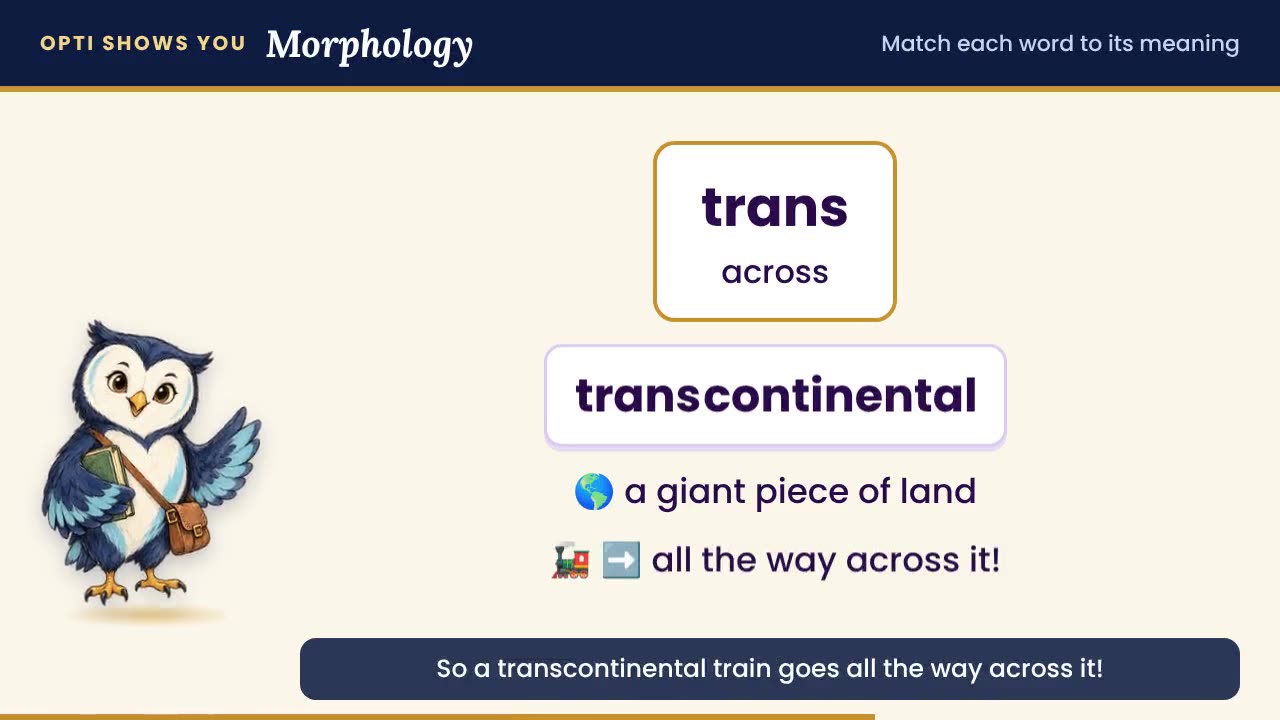 OPTI SHOWS YOU Morphology
Match each word to its meaning
trans
across
transcontinental
🌎 a giant piece of land
🚂 ➡️ all the way across it!
So a transcontinental train goes all the way across it!